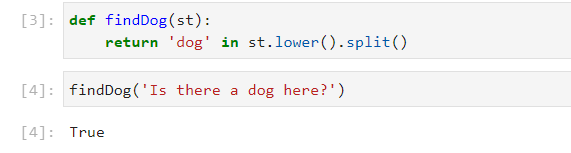 [3]: def findDog(st):
    return 'dog' in st.lower().split()
[4]: findDog('Is there a dog here?')
[4]: True